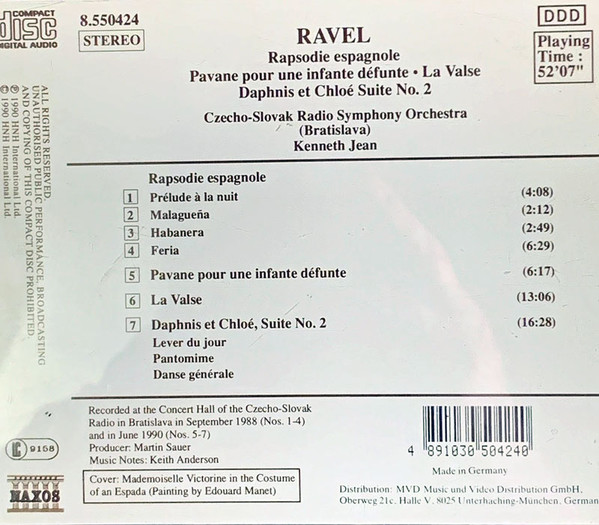 COMPACT
disc
DIGITAL AUDIO
8.550424
STEREO
RAVEL
Rapsodie espagnole
Pavane pour une infante défunte • La Valse
Daphnis et Chloé Suite No. 2
Czecho-Slovak Radio Symphony Orchestra
(Bratislava)
Kenneth Jean
DDD
Playing
Time :
52'07"
ALL RIGHTS RESERVED.
UNAUTHORISED PUBLIC PERFORMANCE, BROADCASTING
AND COPYING OF THIS COMPACT DISC PROHIBITED.
℗ 1990 HNH International Ltd.
© 1990 HNH International Ltd.
Rapsodie espagnole
1 Prélude à la nuit (4:08)
2 Malagueña (2:12)
3 Habanera (2:49)
4 Feria (6:29)
5 Pavane pour une infante défunte (6:17)
6 La Valse (13:06)
7 Daphnis et Chloé, Suite No. 2 (16:28)
Lever du jour
Pantomime
Danse générale
Recorded at the Concert Hall of the Czecho-Slovak
Radio in Bratislava in September 1988 (Nos. 1-4)
and in June 1990 (Nos. 5-7)
Producer: Martin Sauer
Music Notes: Keith Anderson
Cover: Mademoiselle Victorine in the Costume
of an Espada (Painting by Edouard Manet)
LC 9158
NAXOS
4 891030 504240
Made in Germany
Distribution: MVD Music und Video Distribution GmbH,
Oberweg 21c. Halle V. 8025 Unterhaching-München, Germany